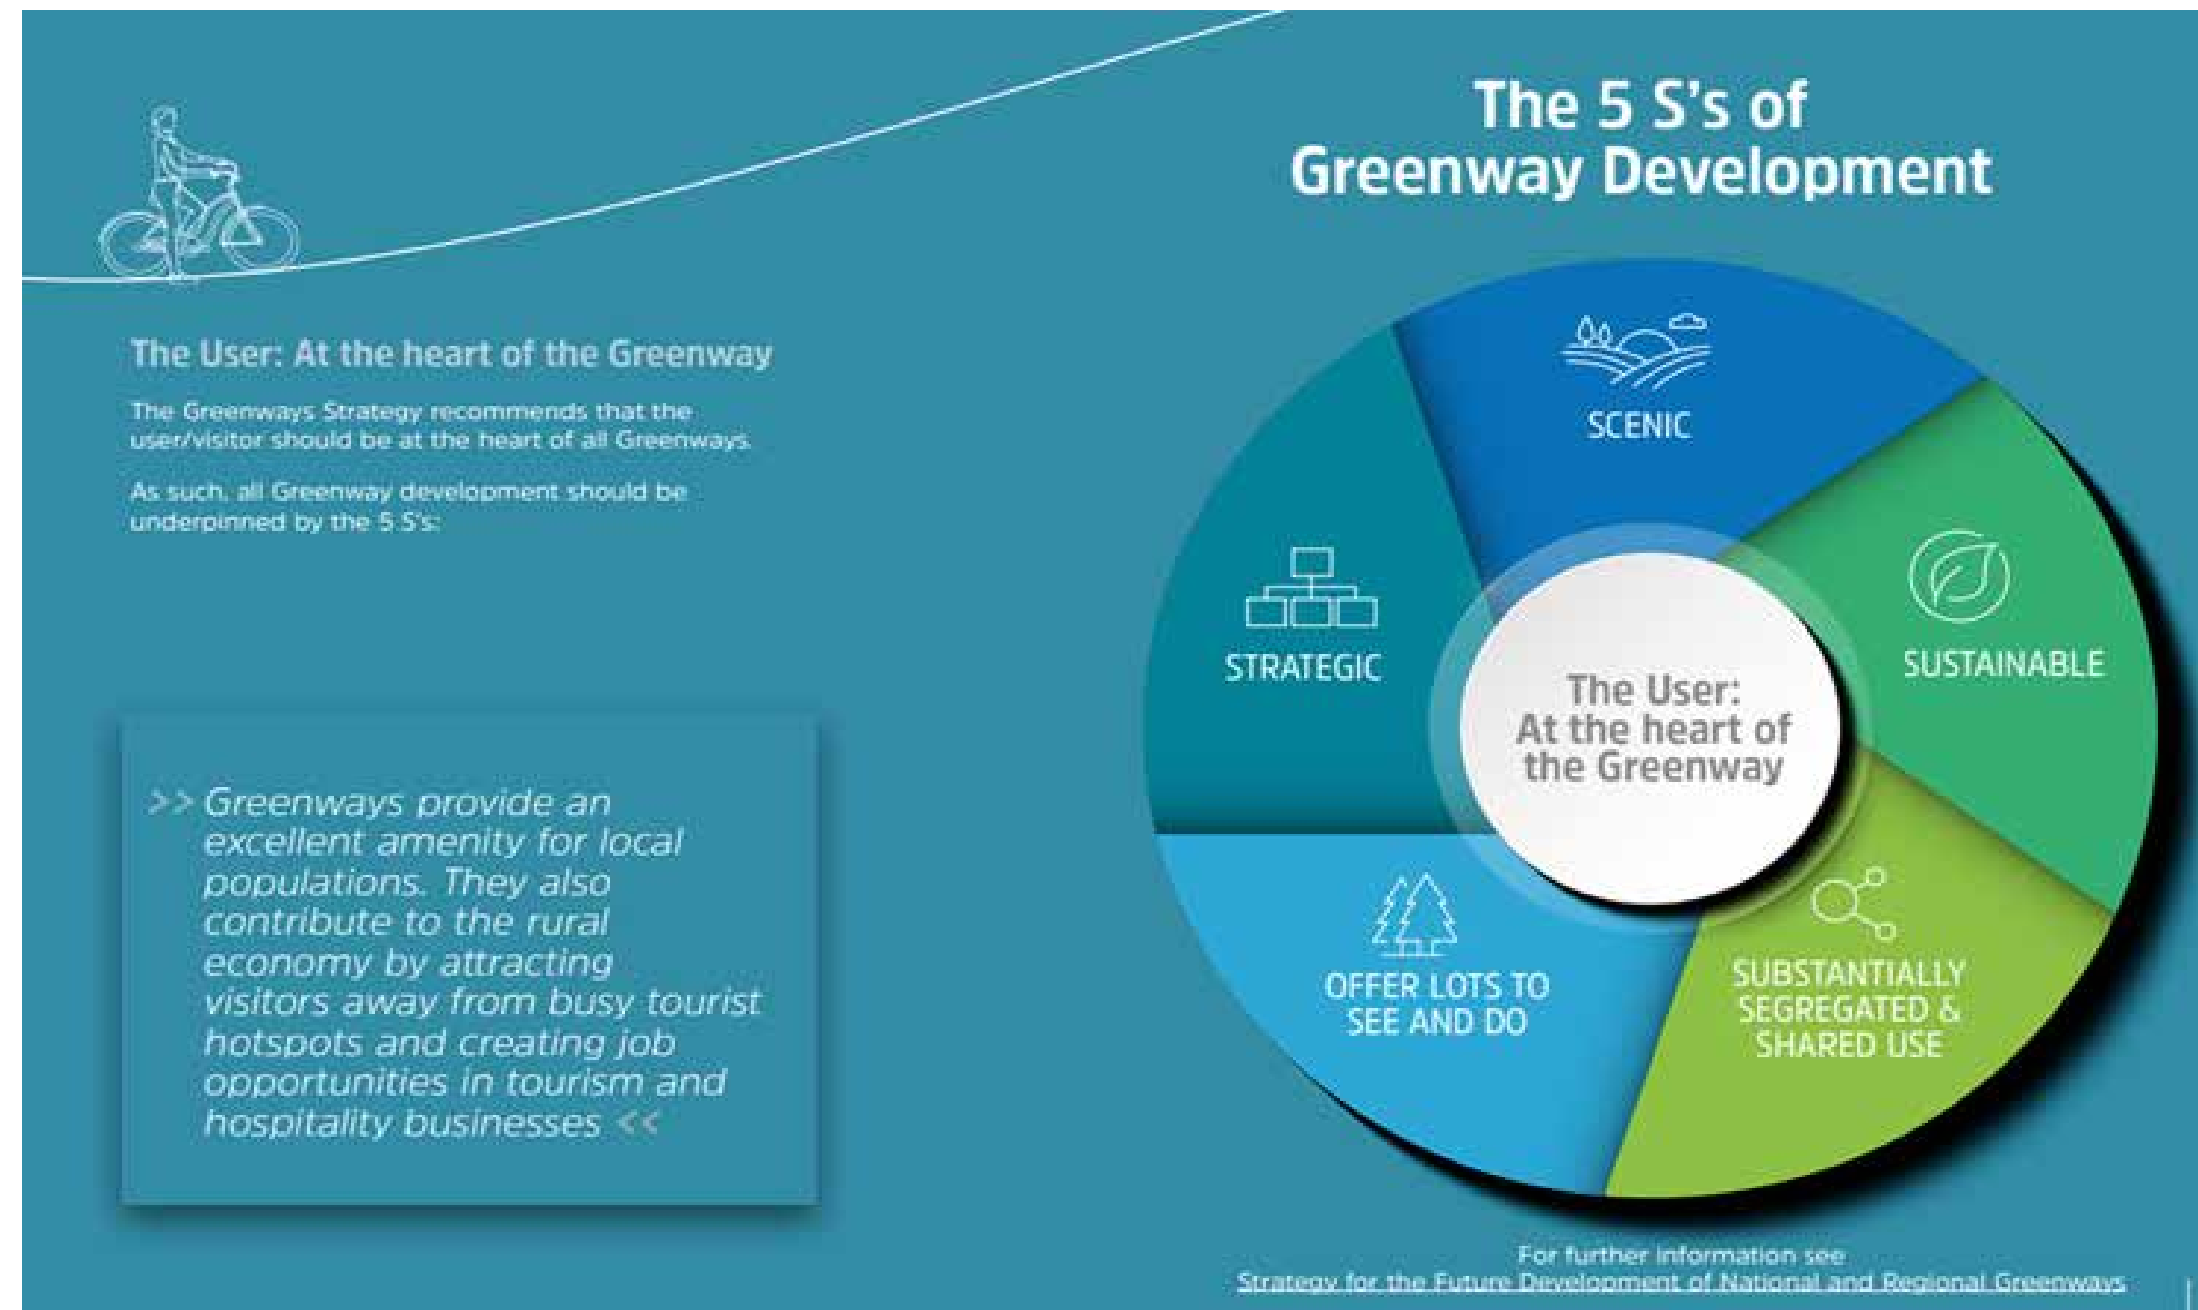 The User: At the heart of the Greenway
The Greenways Strategy recommends that the
user/visitor should be at the heart of all Greenways.
As such, all Greenway development should be
underpinned by the 5 S's:
>> Greenways provide an
excellent amenity for local
populations. They also
contribute to the rural
economy by attracting
visitors away from busy tourist
hotspots and creating job
opportunities in tourism and
hospitality businesses <<
The 5 S's of
Greenway Development
SCENIC
SUSTAINABLE
SUBSTANTIALLY
SEGREGATED &
SHARED USE
OFFER LOTS TO
SEE AND DO
STRATEGIC
The User:
At the heart of
the Greenway
For further information see
Strategy for the Future Development of National and Regional Greenways